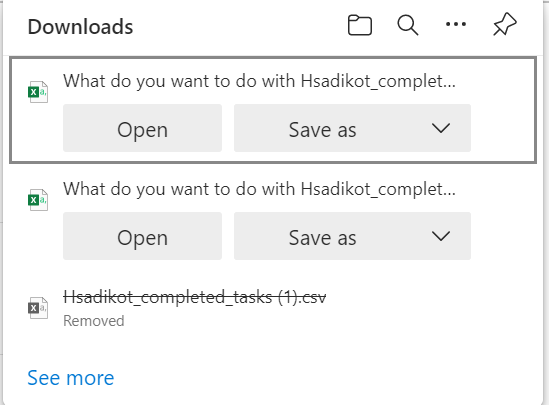 Downloads
What do you want to do with Hsadikot_complet...
Open
Save as
What do you want to do with Hsadikot_complet...
Open
Save as
Hsadikot_completed_tasks (1).csv
Removed
See more